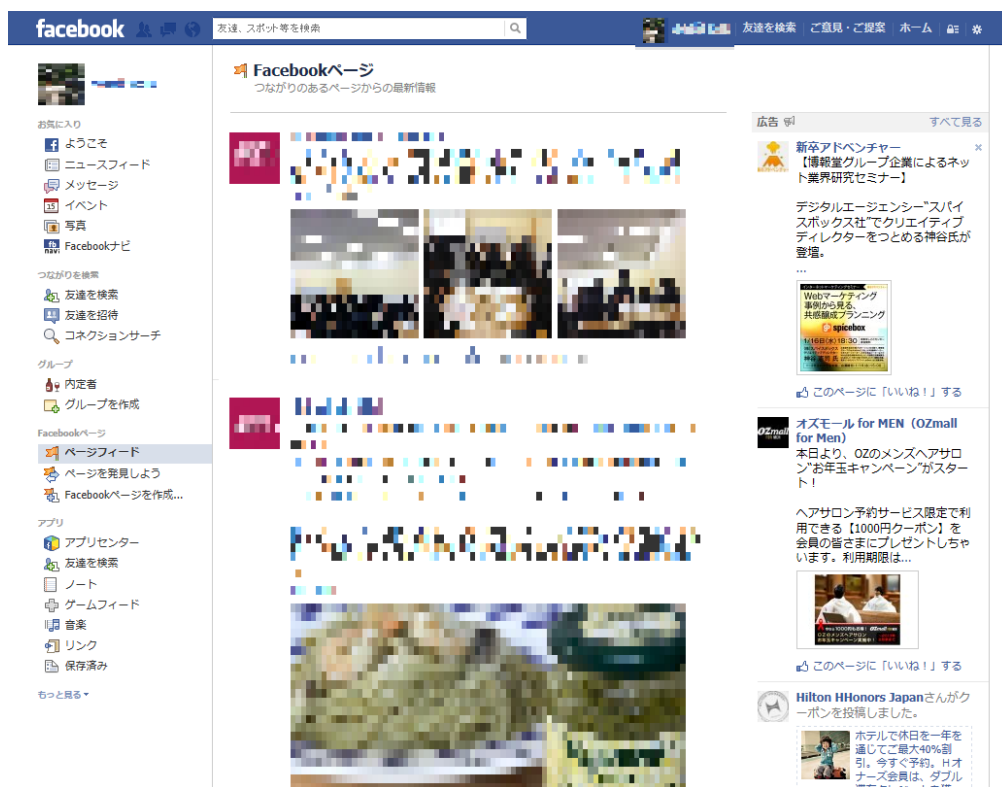 facebook
友達、スポット等を検索
友達を検索
ご意見・ご提案
ホーム
お気に入り
ようこそ
ニュースフィード
メッセージ
15
イベント
写真
fb
navi
Facebookナビ
つながりを検索
友達を検索
友達を招待
コネクションサーチ
グループ
内定者
グループを作成
Facebookページ
ページフィード
ページを発見しよう
Facebookページを作成...
アプリ
アプリセンター
友達を検索
ノート
ゲームフィード
音楽
リンク
保存済み
もっと見る
Facebookページ
つながりのあるページからの最新情報
広告
すべて見る
新卒アドベンチャー
【博報堂グループ企業によるネッ
ト業界研究セミナー】
デジタルエージェンシー“スパイ
スボックス社”でクリエイティブ
ディレクターをつとめる神谷氏が
登壇。
...
Webマーケティング
事例から見る、
共感醸成プランニング
spicebox
1/16日(水)18:30
このページに「いいね！」する
OZmall
オズモール for MEN（OZmall
for Men）
本日より、OZのメンズヘアサロ
ン“お年玉キャンペーン”がスター
ト！
ヘアサロン予約サービス限定で利
用できる【1000円クーポン】を
会員の皆さまにプレゼントしちゃ
います。利用期限は...
このページに「いいね！」する
Hilton HHonors Japanさんがク
ーポンを投稿しました。
ホテルで休日を一年を
通じてご最大40%割
引。今すぐ予約。Hオ
ナーズ会員は、ダブル